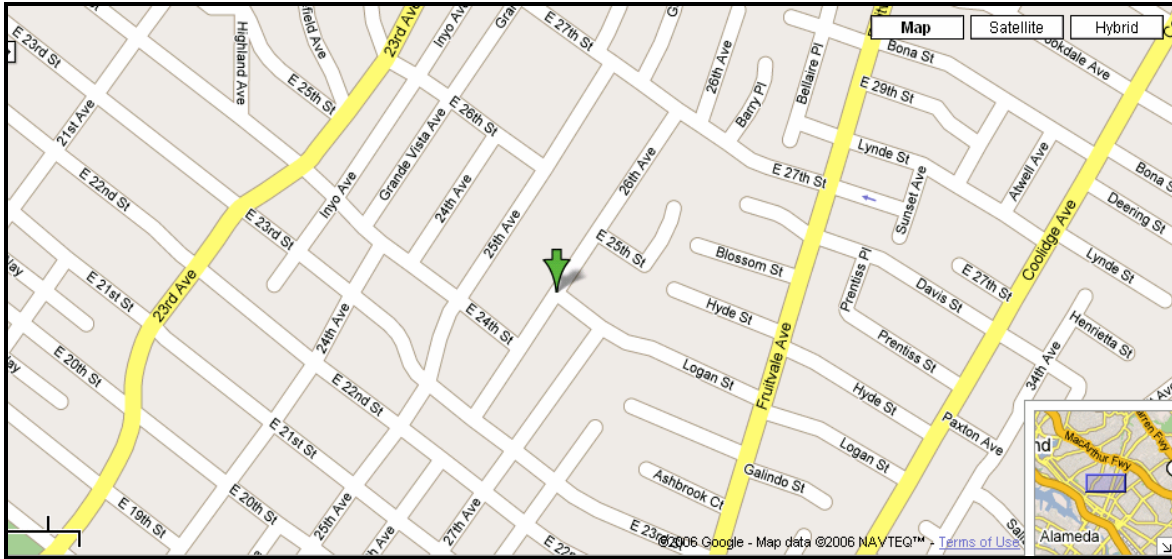 Map
Satellite
Hybrid
E 23rd St
Highland Ave
E 25th St
23rd Ave
Inyo Ave
E 27th St
26th Ave
Barry Pl
Bellaire Pl
Bona St
E 29th St
21st Ave
E 26th St
Grande Vista Ave
26th Ave
E 27th St
Lynde St
Atwell Ave
Bona S
E 22nd St
Inyo Ave
24th Ave
Sunset Ave
Deering St
E 23rd St
25th Ave
E 25th St
Blossom St
Prentiss Pl
E 27th St
Coolidge Ave
Lynde St
E 21st St
23rd Ave
24th Ave
E 24th St
Hyde St
Davis St
Henrietta St
E 20th St
E 22nd St
Logan St
Fruitvale Ave
Prentiss St
Hyde St
34th Ave
E 21st St
Logan St
Paxton Ave
MacArthur Fwy
E 19th St
E 20th St
25th Ave
27th Ave
Ashbrook Ct
Galindo St
E 23r
E 22
©2006 Google - Map data ©2006 NAVTEQ™ - Terms of Use
Alameda